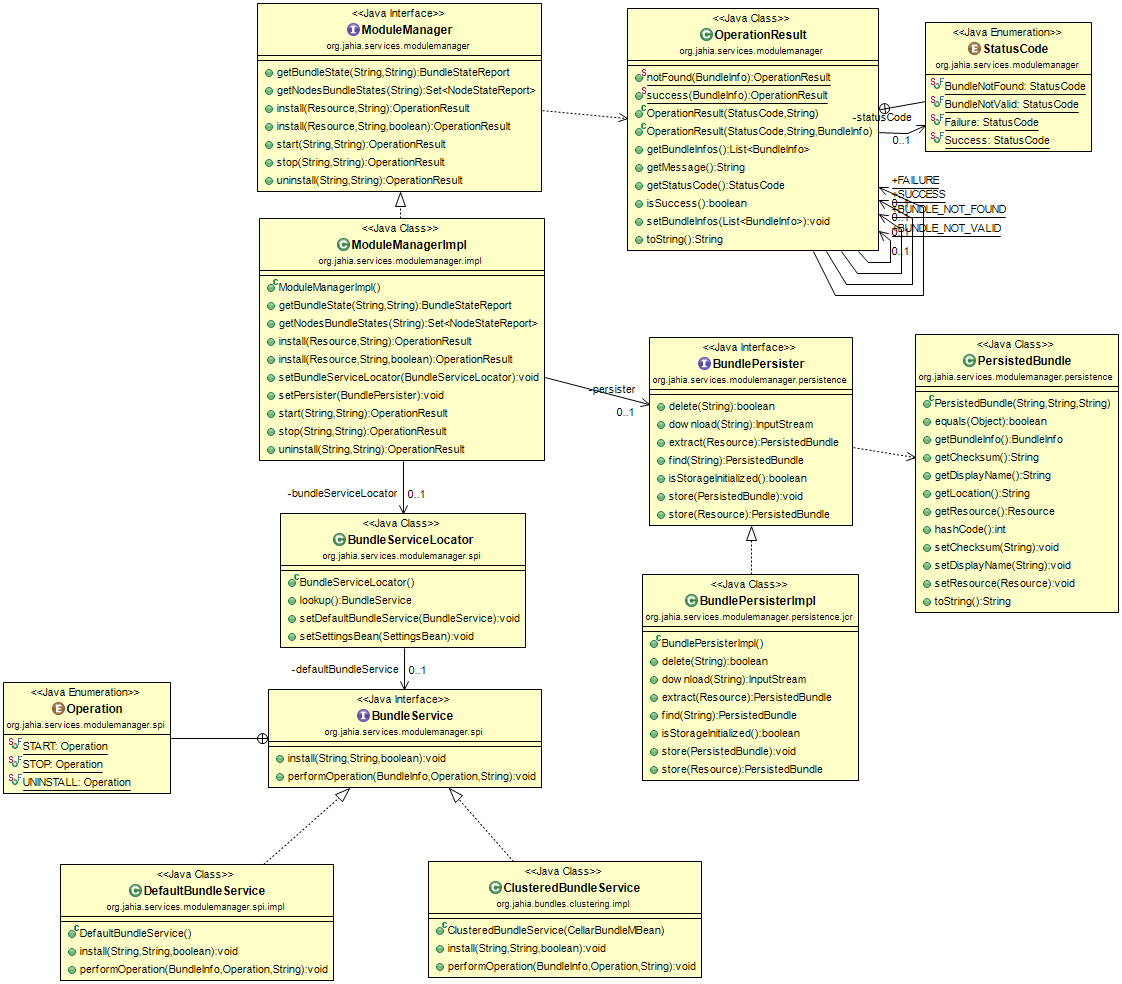 <<Java Interface>>
ModuleManager
org.jahia.services.modulemanager
getBundleState(String,String):BundleStateReport
getNodesBundleStates(String):Set<NodeStateReport>
install(Resource,String):OperationResult
install(Resource,String,boolean):OperationResult
start(String,String):OperationResult
stop(String,String):OperationResult
uninstall(String,String):OperationResult
<<Java Class>>
OperationResult
org.jahia.services.modulemanager
notFound(BundleInfo):OperationResult
success(BundleInfo):OperationResult
OperationResult(StatusCode,String)
OperationResult(StatusCode,String,BundleInfo)
getBundleInfos():List<BundleInfo>
getMessage():String
getStatusCode():StatusCode
isSuccess():boolean
setBundleInfos(List<BundleInfo>):void
toString():String
<<Java Enumeration>>
StatusCode
org.jahia.services.modulemanager
BundleNotFound: StatusCode
BundleNotValid: StatusCode
Failure: StatusCode
Success: StatusCode
-statusCode
0..1
+FAILURE
+SUCCESS
0..1
+BUNDLE_NOT_FOUND
0..1
+BUNDLE_NOT_VALID
0..1
0..1
<<Java Class>>
ModuleManagerImpl
org.jahia.services.modulemanager.impl
ModuleManagerImpl()
getBundleState(String,String):BundleStateReport
getNodesBundleStates(String):Set<NodeStateReport>
install(Resource,String):OperationResult
install(Resource,String,boolean):OperationResult
setBundleServiceLocator(BundleServiceLocator):void
setPersister(BundlePersister):void
start(String,String):OperationResult
stop(String,String):OperationResult
uninstall(String,String):OperationResult
-persister
0..1
<<Java Interface>>
BundlePersister
org.jahia.services.modulemanager.persistence
delete(String):boolean
download(String):InputStream
extract(Resource):PersistedBundle
find(String):PersistedBundle
isStorageInitialized():boolean
store(PersistedBundle):void
store(Resource):PersistedBundle
<<Java Class>>
PersistedBundle
org.jahia.services.modulemanager.persistence
PersistedBundle(String,String,String)
equals(Object):boolean
getBundleInfo():BundleInfo
getChecksum():String
getDisplayName():String
getLocation():String
getResource():Resource
hashCode():int
setChecksum(String):void
setDisplayName(String):void
setResource(Resource):void
toString():String
-bundleServiceLocator
0..1
<<Java Class>>
BundleServiceLocator
org.jahia.services.modulemanager.spi
BundleServiceLocator()
lookup():BundleService
setDefaultBundleService(BundleService):void
setSettingsBean(SettingsBean):void
<<Java Class>>
BundlePersisterImpl
org.jahia.services.modulemanager.persistence.jcr
BundlePersisterImpl()
delete(String):boolean
download(String):InputStream
extract(Resource):PersistedBundle
find(String):PersistedBundle
isStorageInitialized():boolean
store(PersistedBundle):void
store(Resource):PersistedBundle
-defaultBundleService
0..1
<<Java Enumeration>>
Operation
org.jahia.services.modulemanager.spi
START: Operation
STOP: Operation
UNINSTALL: Operation
<<Java Interface>>
BundleService
org.jahia.services.modulemanager.spi
install(String,String,boolean):void
performOperation(BundleInfo,Operation,String):void
<<Java Class>>
DefaultBundleService
org.jahia.services.modulemanager.spi.impl
DefaultBundleService()
install(String,String,boolean):void
performOperation(BundleInfo,Operation,String):void
<<Java Class>>
ClusteredBundleService
org.jahia.bundles.clustering.impl
ClusteredBundleService(CellarBundleMBean)
install(String,String,boolean):void
performOperation(BundleInfo,Operation,String):void